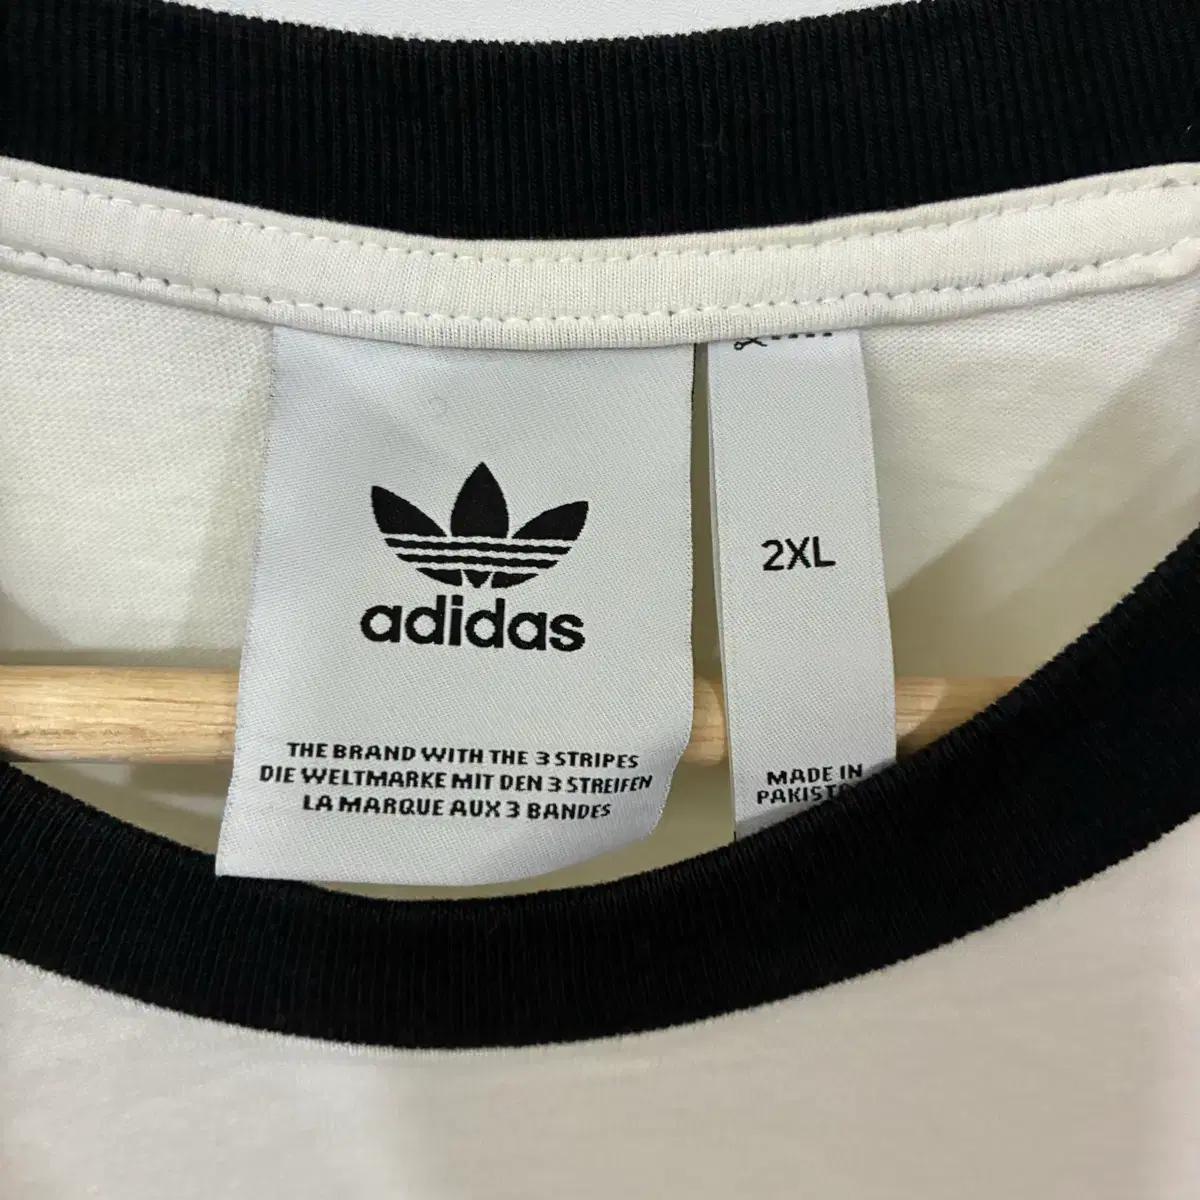 adidas
THE BRAND WITH THE 3 STRIPES
DIE WELTMARKE MIT DEN 3 STREIFEN
LA MARQUE AUX 3 BANDES
2XL
MADE IN